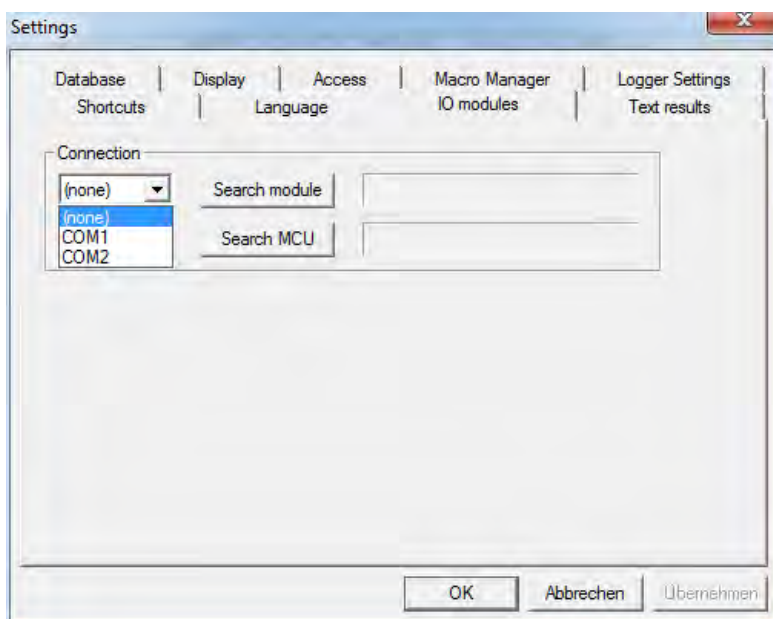 Settings
X
Database Display Access Macro Manager Logger Settings
Shortcuts Language IO modules Text results
Connection
(none) Search module
(none)
COM1 Search MCU
COM2
OK Abbrechen Übernehmen